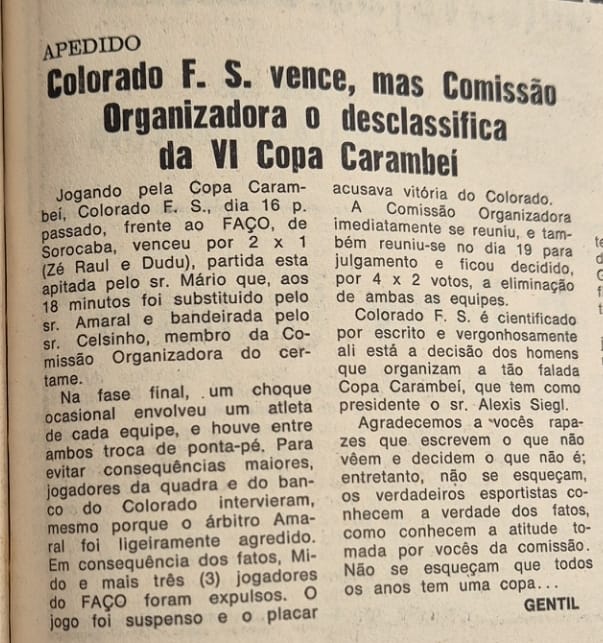 APEDIDO
Colorado F. S. vence, mas Comissão
Organizadora o desclassifica
da VI Copa Carambeí
Jogando pela Copa Caram-
beí, Colorado F. S., dia 16 p.
passado, frente ao FAÇO, de
Sorocaba, venceu por 2 x 1
(Zé Raul e Dudu), partida esta
apitada pelo sr. Mário que, aos
18 minutos foi substituido pelo
sr. Amaral e bandeirada pelo
sr. Celsinho, membro da Co-
missão Organizadora do cer-
tame.
Na fase final, um choque
ocasional envolveu um atleta
de cada equipe, e houve entre
ambos troca de ponta-pé. Para
evitar consequências maiores,
jogadores da quadra e do ban-
co do Colorado intervieram,
mesmo porque o árbitro Ama-
ral foi ligeiramente agredido.
Em consequência dos fatos, Mi-
do e mais três (3) jogadores
do FAÇO foram expulsos. O
jogo foi suspenso e o placar
acusava vitória do Colorado.
A Comissão Organizadora
imediatamente se reuniu, e tam-
bém reuniu-se no dia 19 para
julgamento e ficou decidido,
por 4 x 2 votos, a eliminação
de ambas as equipes.
Colorado F. S. é cientificado
por escrito e vergonhosamente
ali está a decisão dos homens
que organizam a tão falada
Copa Carambeí, que tem como
presidente o sr. Alexis Siegl.
Agradecemos a vocês rapa-
zes que escrevem o que não
vêem e decidem o que não é;
entretanto, não se esqueçam,
os verdadeiros esportistas co-
nhecem a verdade dos fatos,
como conhecem a atitude to-
mada por vocês da comissão.
Não se esqueçam que todos
os anos tem uma copa...
GENTIL